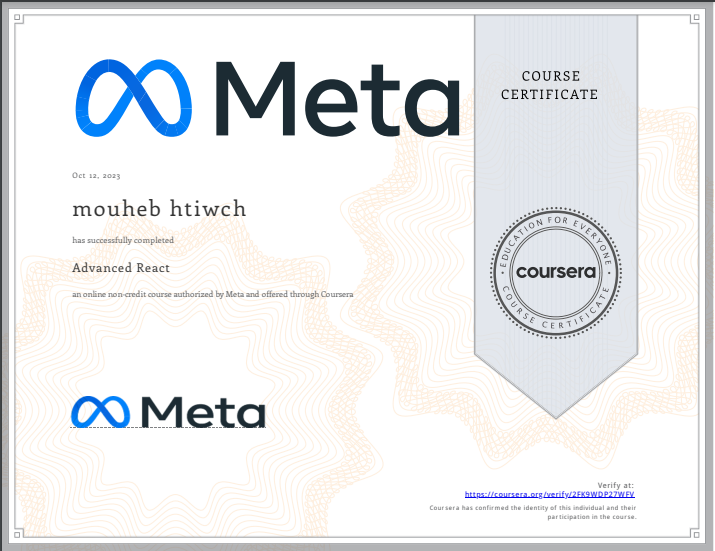 Meta
COURSE
CERTIFICATE
Oct 12, 2023
mouheb htiwch
has successfully completed
Advanced React
an online non-credit course authorized by Meta and offered through Coursera
EDUCATION FOR EVERYONE
coursera
COURSE CERTIFICATE
Meta
Verify at:
https://coursera.org/verify/2FK9WDP27WFV
Coursera has confirmed the identity of this individual and their
participation in the course.